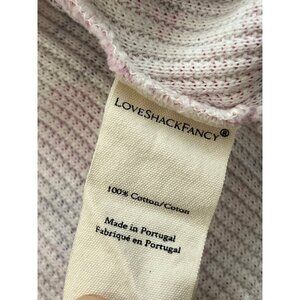 LOVESHACKFANCY®
100% Cotton/Coton
Made in Portugal
Fabriqué en Portugal